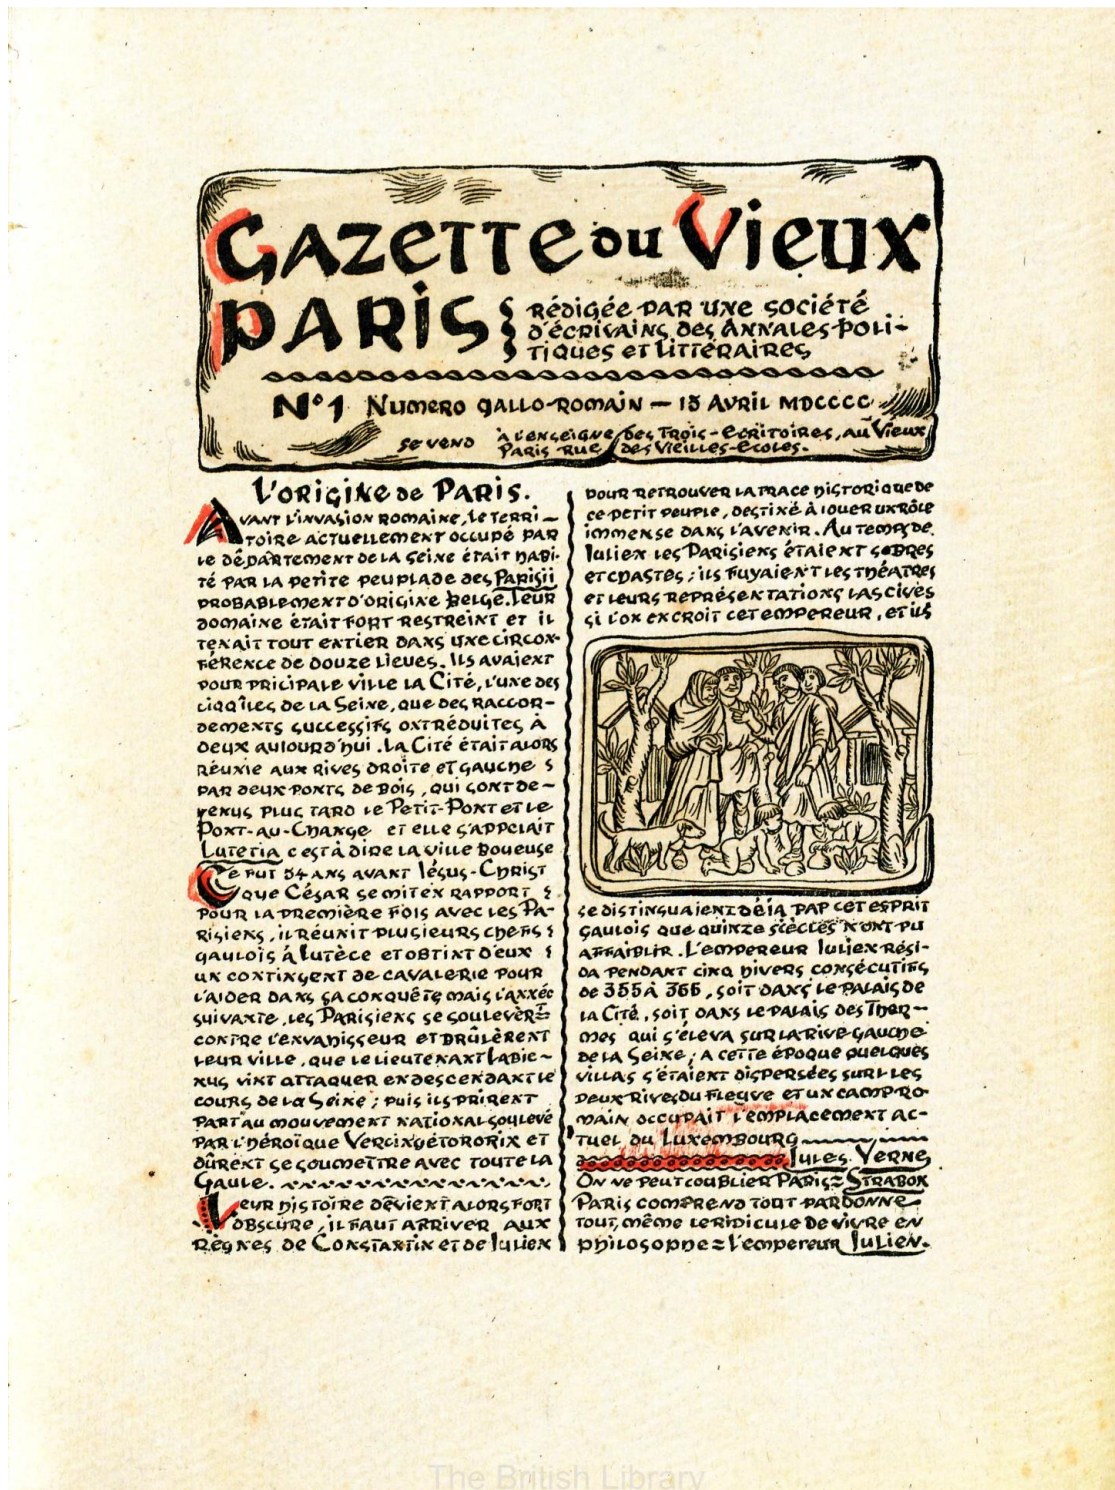 Gazette du Vieux
Paris
Rédigée par une société
d'écrivains des Annales Poli-
tiques et Littéraires
N° 1 Numero gallo-romain — 15 Avril MDCCCC
se vend à l'enseigne des Trois-Ecritoires, au Vieux
Paris rue des Vieilles-Ecoles.
L'origine de Paris.
Avant l'invasion romaine, le terri-
toire actuellement occupé par
le département de la Seine était habi-
té par la petite peuplade des Parisii
probablement d'origine belge. Leur
domaine était fort restreint et il
tenait tout entier dans une circon-
férence de douze lieues. Ils avaient
pour pricipale ville la Cité, l'une des
cinq îles de la Seine, que des raccor-
dements successifs ont réduites à
deux aujourd'hui. La Cité était alors
réunie aux rives droite et gauche
par deux ponts de bois, qui sont de-
venus plus tard le Petit-Pont et le
Pont-au-Change et elle s'appelait
Lutetia c'est à dire la ville boueuse
Ce fut 54 ans avant Jésus-Christ
que César se mit en rapport
pour la première fois avec les Pa-
risiens, il réunit plusieurs chefs
gaulois à Lutèce et obtint d'eux
un contingent de cavalerie pour
l'aider dans sa conquête mais l'année
suivante, les Parisiens se soulevèrent
contre l'envahisseur et brûlèrent
leur ville, que le lieutenant Labie-
nus vint attaquer en descendant le
cours de la Seine; puis ils prirent
part au mouvement national soulevé
par l'héroïque Vercingétororix et
dûrent se soumettre avec toute la
Gaule.
Leur histoire devient alors fort
obscure, il faut arriver aux
règnes de Constantin et de Julien
pour retrouver la trace historique de
ce petit peuple, destiné à jouer un rôle
immense dans l'avenir. Au temps de
Julien les Parisiens étaient sobres
et chastes; ils fuyaient les théatres
et leurs représentations lascives
si l'on en croit cet empereur, et ils
se distinguaient déjà par cet esprit
gaulois que quinze siècles n'ont pu
affaiblir. L'empereur Julien rési-
da pendant cinq hivers consécutifs
de 355 à 366, soit dans le palais de
la Cité, soit dans le palais des Ther-
mes qui s'éleva sur la rive gauche
de la Seine; a cette époque quelques
villas s'étaient dispersées sur les
deux rives du fleuve et un camp ro-
main occupait l'emplacement ac-
tuel du Luxembourg
Jules Verne
On ne peut oublier Paris = Strabon
Paris comprend tout pardonne
tout, même le ridicule de vivre en
philosophe = l'empereur Julien.
The British Library